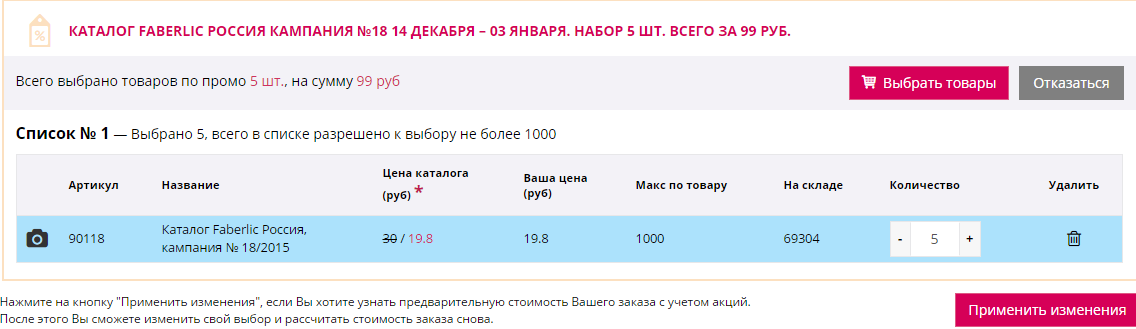 КАТАЛОГ FABERLIC РОССИЯ КАМПАНИЯ №18 14 ДЕКАБРЯ – 03 ЯНВАРЯ. НАБОР 5 ШТ. ВСЕГО ЗА 99 РУБ.
Всего выбрано товаров по промо 5 шт., на сумму 99 руб
Выбрать товары
Отказаться
Список № 1 — Выбрано 5, всего в списке разрешено к выбору не более 1000
Артикул Название Цена каталога (руб) * Ваша цена (руб) Макс по товару На складе Количество Удалить
90118 Каталог Faberlic Россия, кампания № 18/2015 30 / 19.8 19.8 1000 69304 - 5 +
Нажмите на кнопку "Применить изменения", если Вы хотите узнать предварительную стоимость Вашего заказа с учетом акций.
После этого Вы сможете изменить свой выбор и рассчитать стоимость заказа снова.
Применить изменения